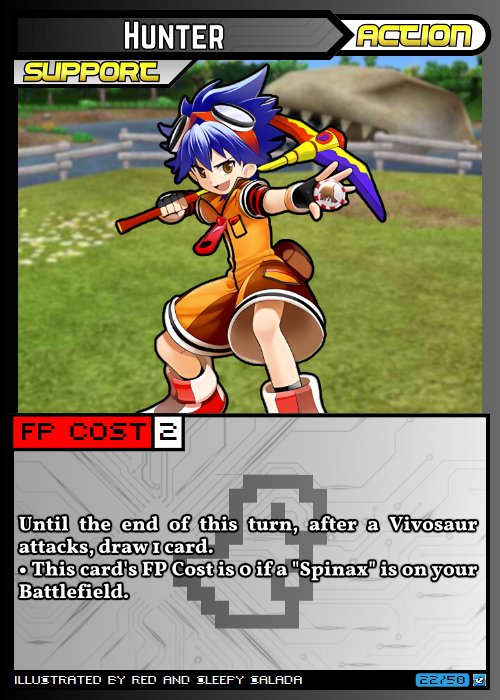 HUNTER
ACTION
SUPPORT
FP COST 2
Until the end of this turn, after a Vivosaur
attacks, draw 1 card.
• This card's FP Cost is 0 if a "Spinax" is on your
Battlefield.
ILLUSTRATED BY RED AND SLEEPY SALADA
22/50